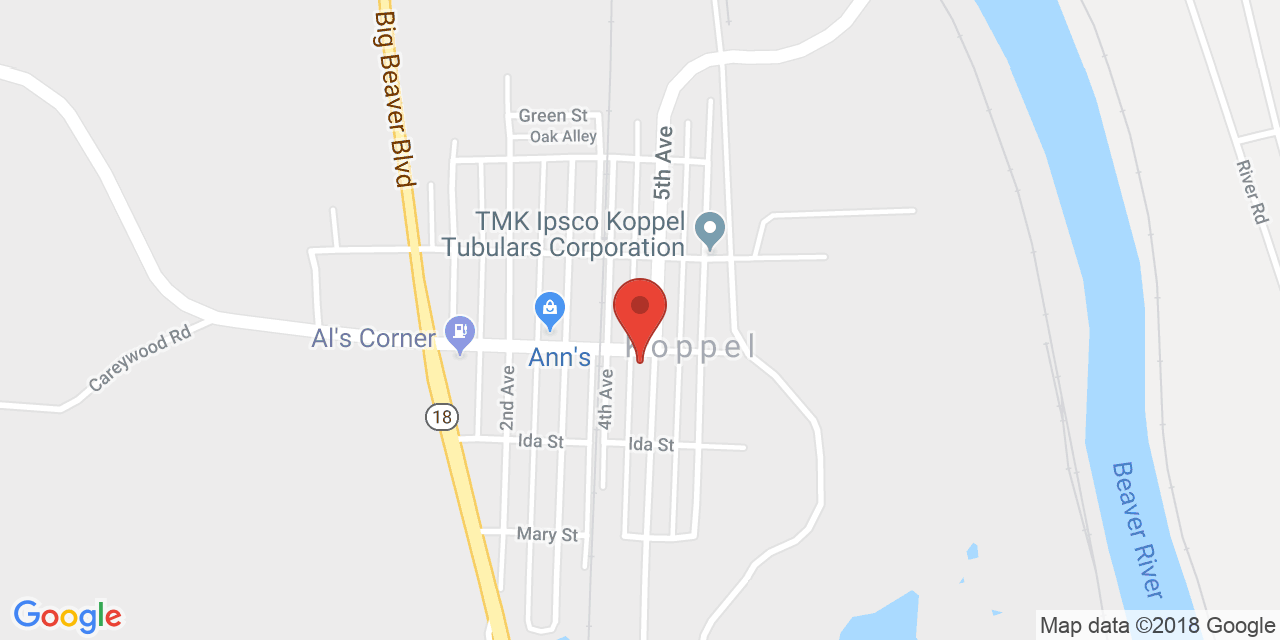 Big Beaver Blvd
Green St
Oak Alley
5th Ave
River Rd
TMK Ipsco Koppel
Tubulars Corporation
Al's Corner
Careywood Rd
Ann's
Koppel
2nd Ave
4th Ave
18
Ida St
Ida St
Mary St
Beaver River
Google
Map data ©2018 Google